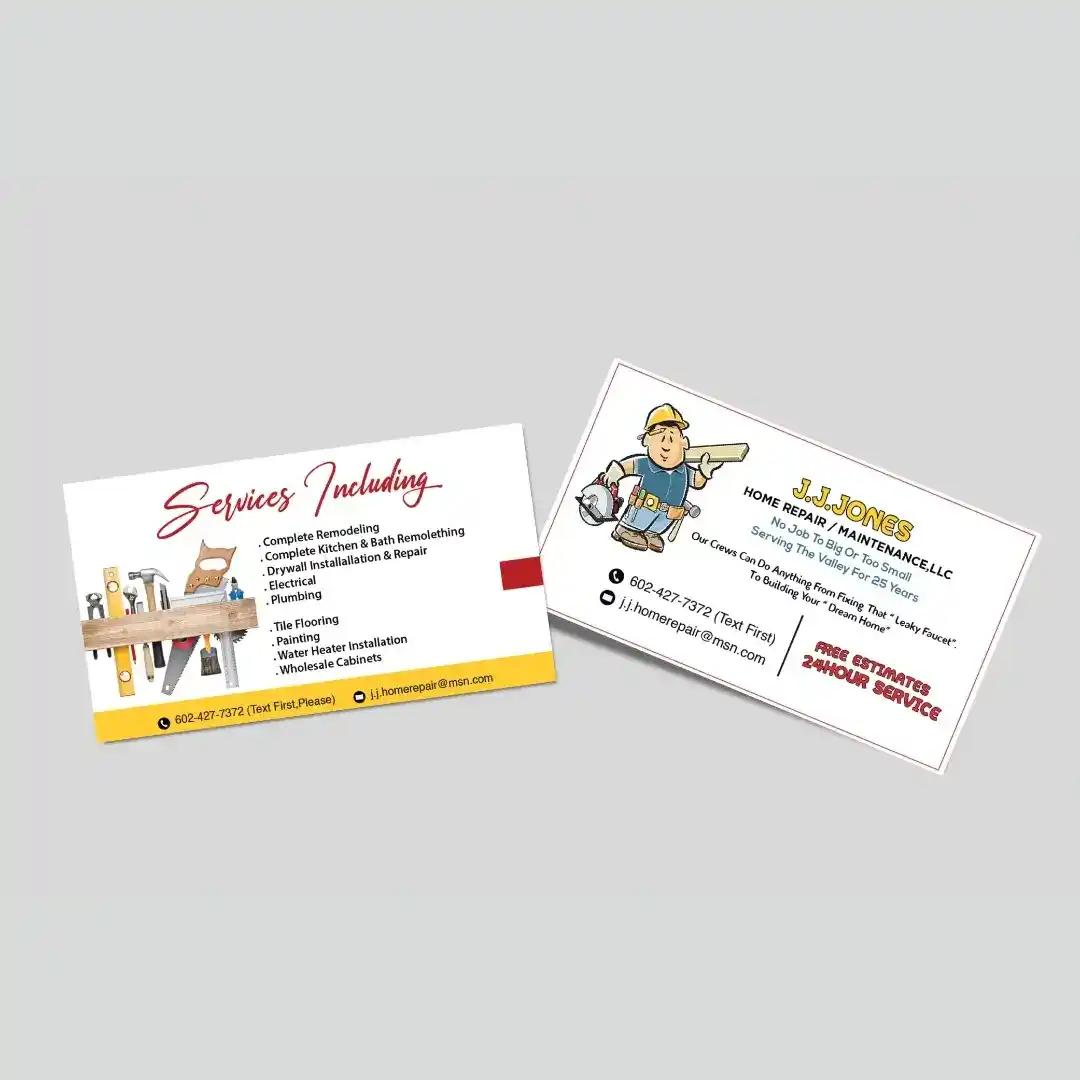 Services Including
. Complete Remodeling
. Complete Kitchen & Bath Remolething
. Drywall Installallation & Repair
. Electrical
. Plumbing
. Tile Flooring
. Painting
. Water Heater Installation
. Wholesale Cabinets
602-427-7372 (Text First,Please) j.j.homerepair@msn.com
J.J.JONES
HOME REPAIR / MAINTENANCE,LLC
No Job To Big Or Too Small
Serving The Valley For 25 Years
Our Crews Can Do Anything From Fixing That “ Leaky Faucet”.
To Building Your “ Dream Home”
602-427-7372 (Text First)
j.j.homerepair@msn.com
FREE ESTIMATES
24HOUR SERVICE